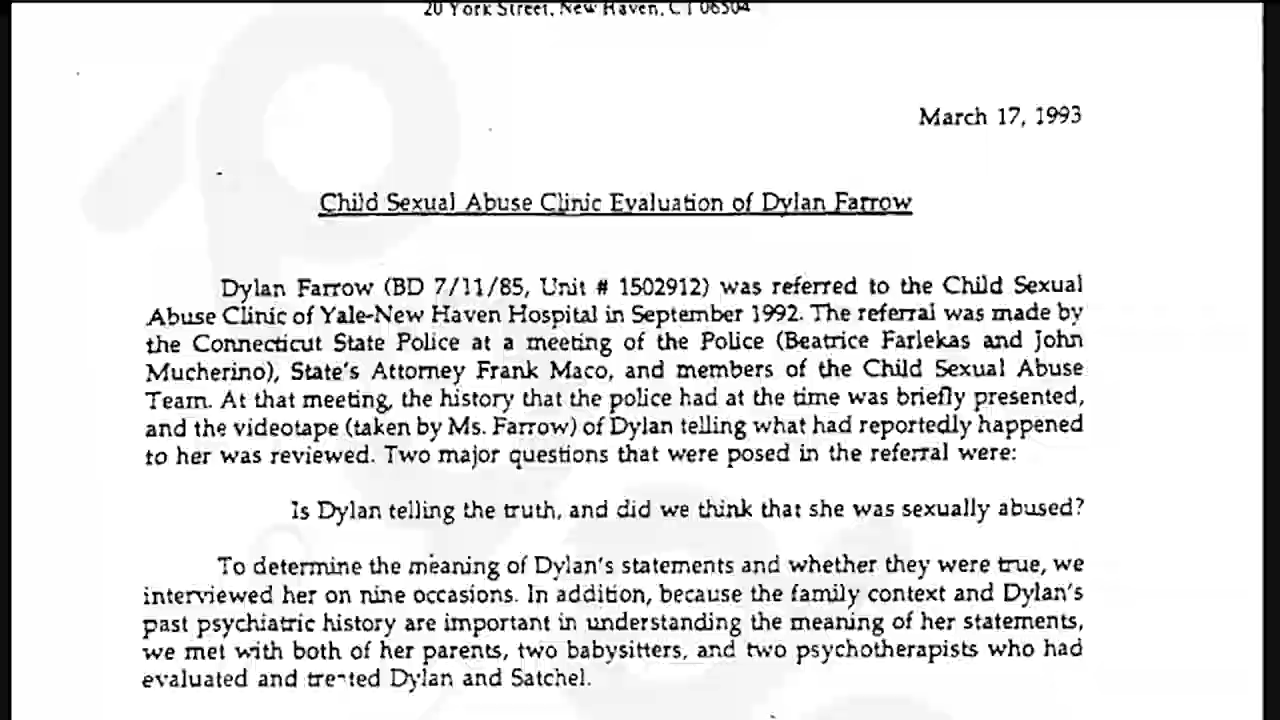 20 York Street, New Haven, CT 06504
March 17, 1993
Child Sexual Abuse Clinic Evaluation of Dylan Farrow
Dylan Farrow (BD 7/11/85, Unit # 1502912) was referred to the Child Sexual
Abuse Clinic of Yale-New Haven Hospital in September 1992. The referral was made by
the Connecticut State Police at a meeting of the Police (Beatrice Farlekas and John
Mucherino), State's Attorney Frank Maco, and members of the Child Sexual Abuse
Team. At that meeting, the history that the police had at the time was briefly presented,
and the videotape (taken by Ms. Farrow) of Dylan telling what had reportedly happened
to her was reviewed. Two major questions that were posed in the referral were:
Is Dylan telling the truth, and did we think that she was sexually abused?
To determine the meaning of Dylan's statements and whether they were true, we
interviewed her on nine occasions. In addition, because the family context and Dylan's
past psychiatric history are important in understanding the meaning of her statements,
we met with both of her parents, two babysitters, and two psychotherapists who had
evaluated and treated Dylan and Satchel.